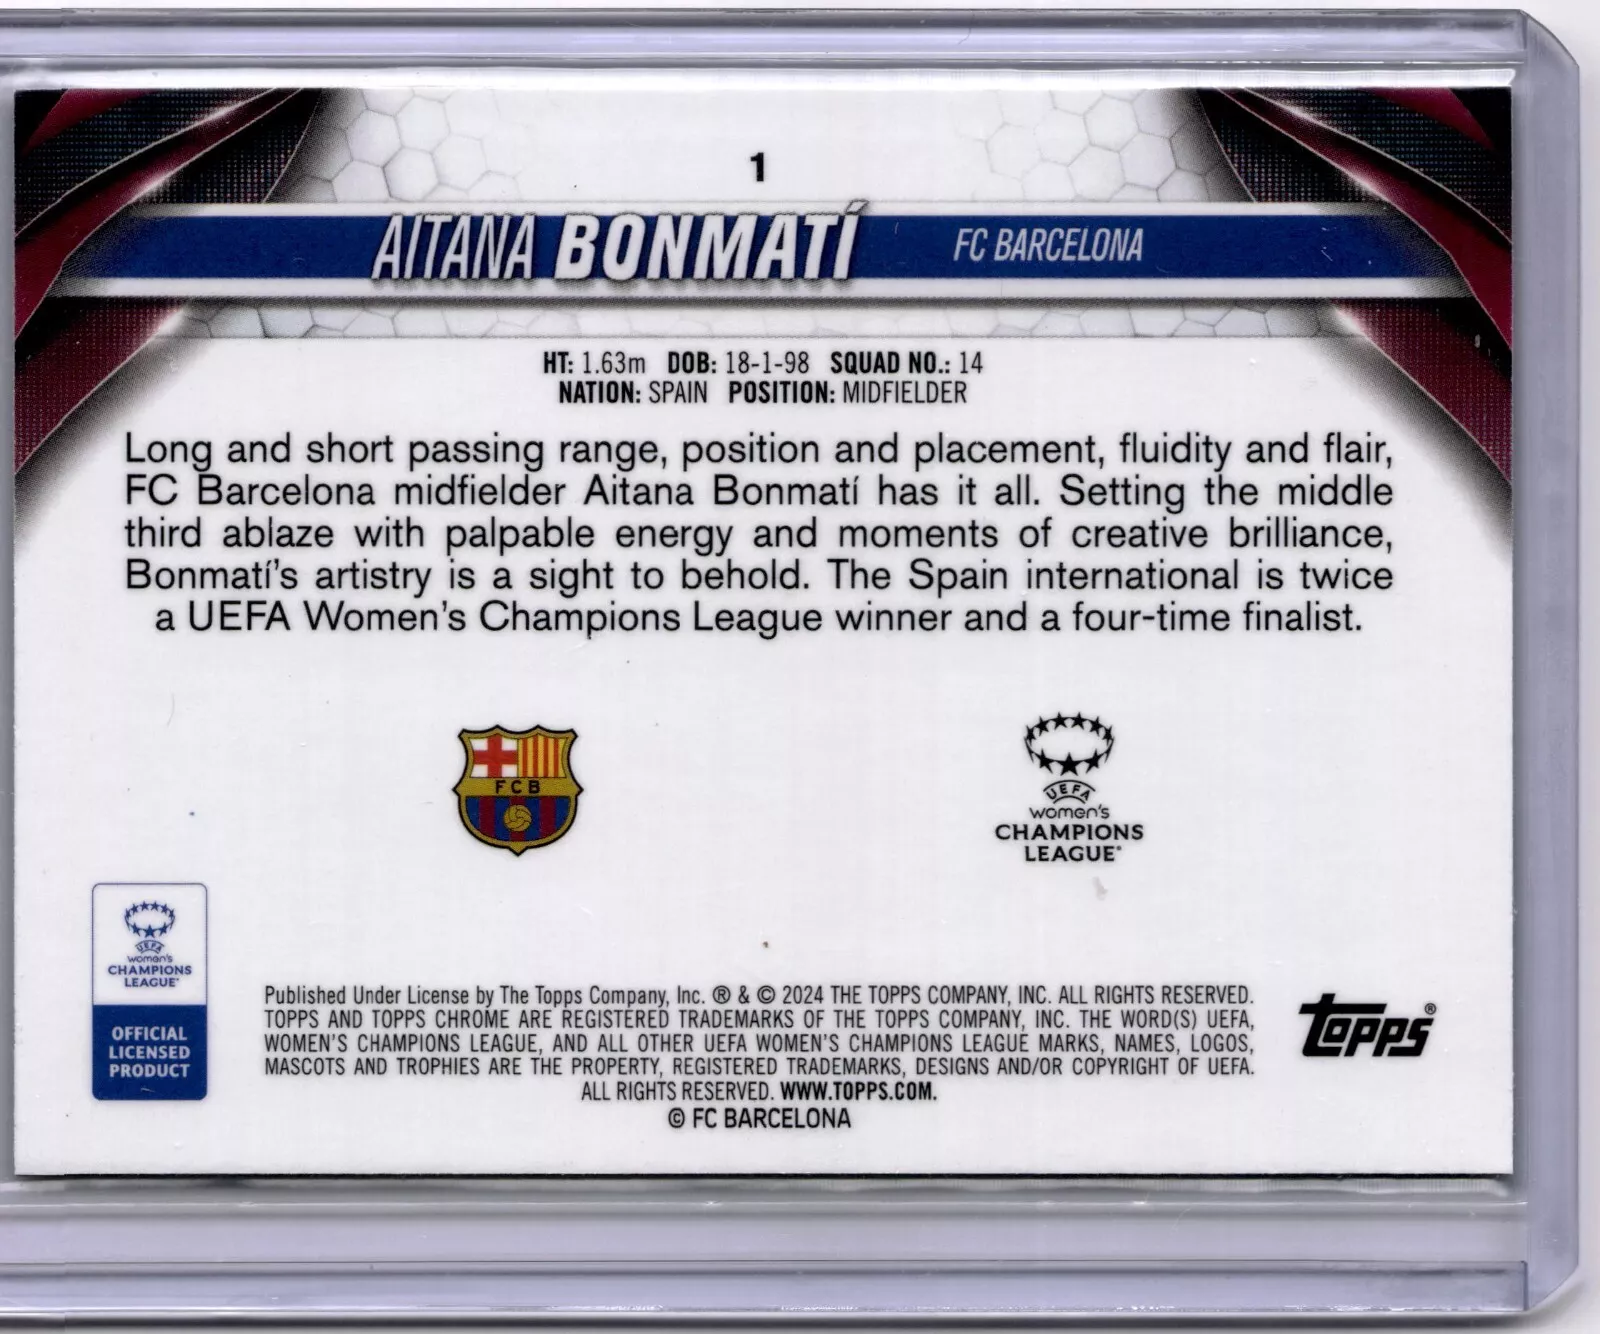 1
AITANA BONMATÍ FC BARCELONA
HT: 1.63m DOB: 18-1-98 SQUAD NO.: 14
NATION: SPAIN POSITION: MIDFIELDER
Long and short passing range, position and placement, fluidity and flair,
FC Barcelona midfielder Aitana Bonmatí has it all. Setting the middle
third ablaze with palpable energy and moments of creative brilliance,
Bonmatí's artistry is a sight to behold. The Spain international is twice
a UEFA Women's Champions League winner and a four-time finalist.
FCB
UEFA
women's
CHAMPIONS
LEAGUE®
UEFA
women's
CHAMPIONS
LEAGUE®
OFFICIAL
LICENSED
PRODUCT
Published Under License by The Topps Company, Inc. ® & © 2024 THE TOPPS COMPANY, INC. ALL RIGHTS RESERVED.
TOPPS AND TOPPS CHROME ARE REGISTERED TRADEMARKS OF THE TOPPS COMPANY, INC. THE WORD(S) UEFA,
WOMEN'S CHAMPIONS LEAGUE, AND ALL OTHER UEFA WOMEN'S CHAMPIONS LEAGUE MARKS, NAMES, LOGOS,
MASCOTS AND TROPHIES ARE THE PROPERTY, REGISTERED TRADEMARKS, DESIGNS AND/OR COPYRIGHT OF UEFA.
ALL RIGHTS RESERVED. WWW.TOPPS.COM.
© FC BARCELONA
Topps®